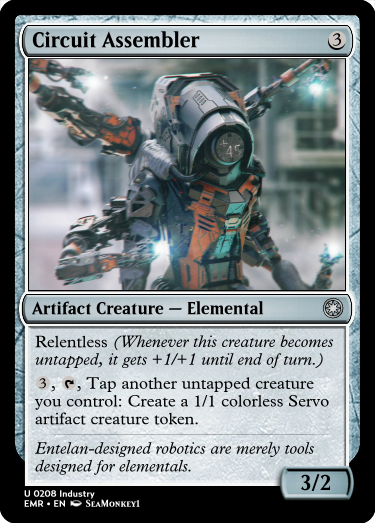 Circuit Assembler 3
+ 45
Artifact Creature — Elemental
Relentless (Whenever this creature becomes
untapped, it gets +1/+1 until end of turn.)
3, , Tap another untapped creature
you control: Create a 1/1 colorless Servo
artifact creature token.
Entelan-designed robotics are merely tools
designed for elementals.
3/2
U 0208 Industry
EMR • EN SeaMonkey1